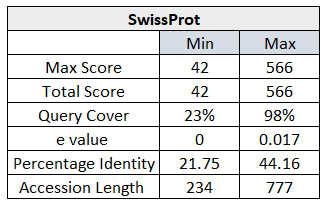 SwissProt
Min Max
Max Score 42 566
Total Score 42 566
Query Cover 23% 98%
e value 0 0.017
Percentage Identity 21.75 44.16
Accession Length 234 777